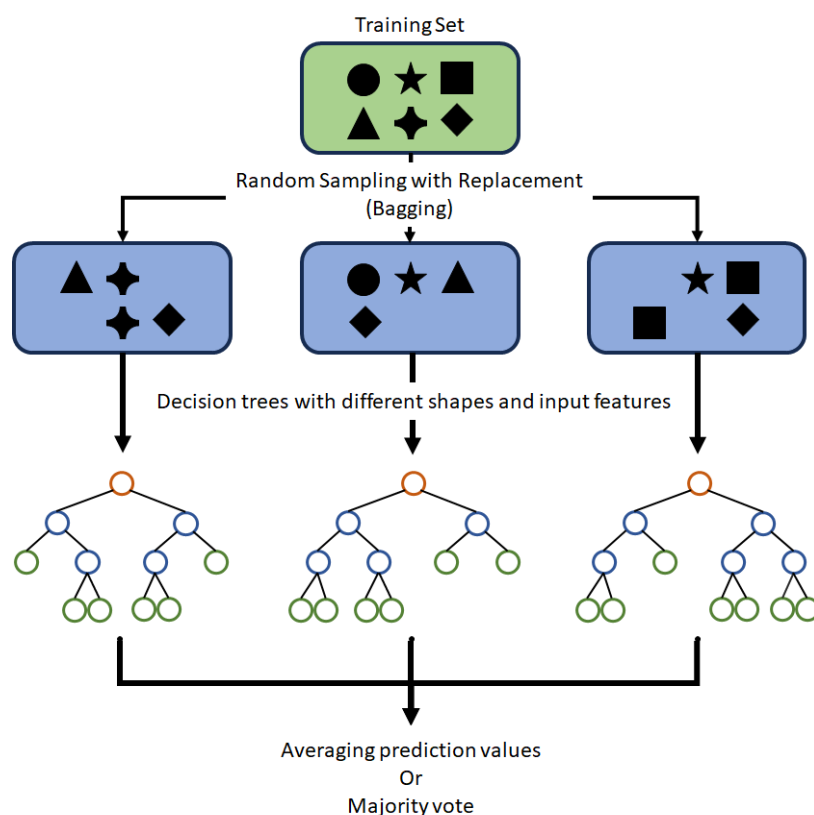 Training Set
Random Sampling with Replacement
(Bagging)
Decision trees with different shapes and input features
Averaging prediction values
Or
Majority vote